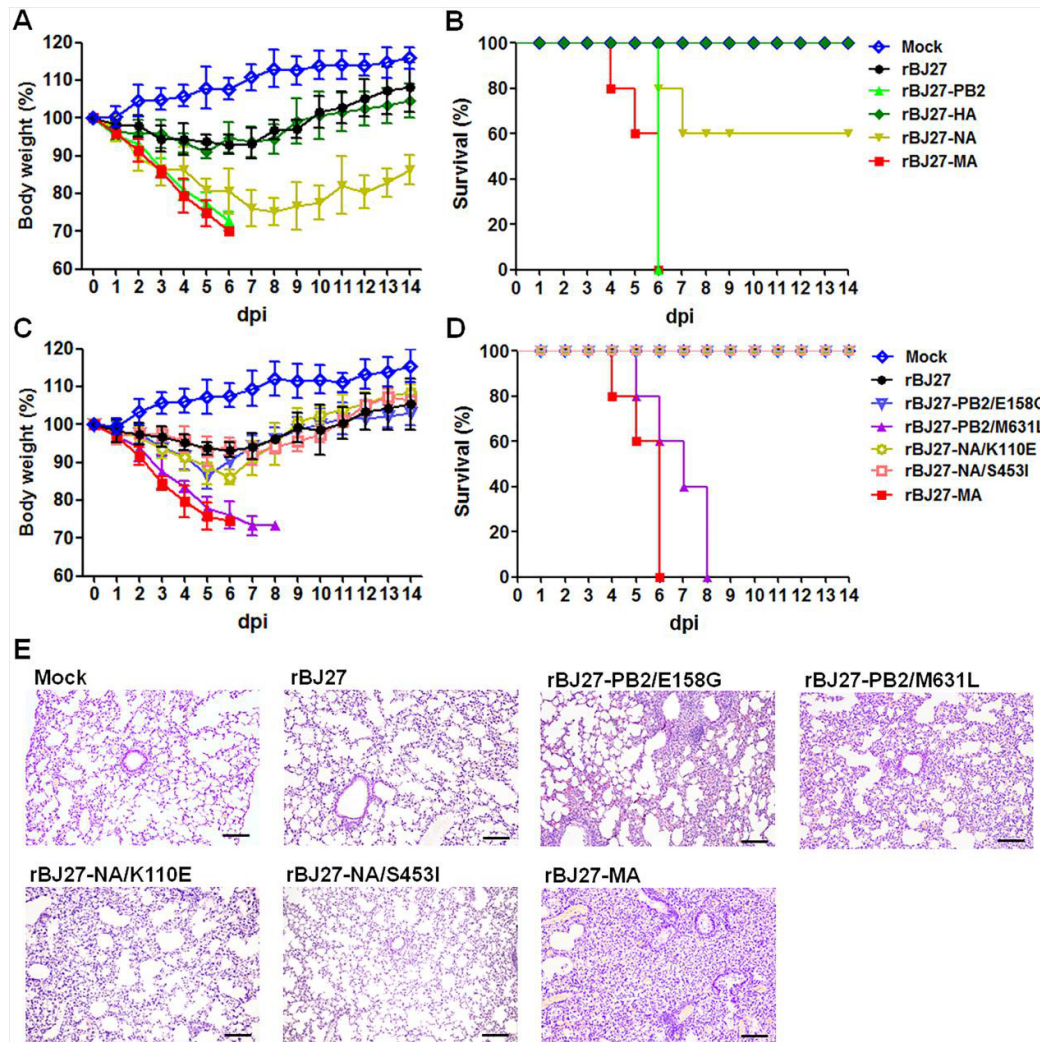 A
B
120
110
100
90
80
70
60
Body weight (%)
0 1 2 3 4 5 6 7 8 9 10 11 12 13 14
dpi
100
80
60
40
20
0
Survival (%)
0 1 2 3 4 5 6 7 8 9 10 11 12 13 14
dpi
Mock
rBJ27
rBJ27-PB2
rBJ27-HA
rBJ27-NA
rBJ27-MA
C
D
120
110
100
90
80
70
60
Body weight (%)
0 1 2 3 4 5 6 7 8 9 10 11 12 13 14
dpi
100
80
60
40
20
0
Survival (%)
0 1 2 3 4 5 6 7 8 9 10 11 12 13 14
dpi
Mock
rBJ27
rBJ27-PB2/E158G
rBJ27-PB2/M631L
rBJ27-NA/K110E
rBJ27-NA/S453I
rBJ27-MA
E
Mock
rBJ27
rBJ27-PB2/E158G
rBJ27-PB2/M631L
rBJ27-NA/K110E
rBJ27-NA/S453I
rBJ27-MA